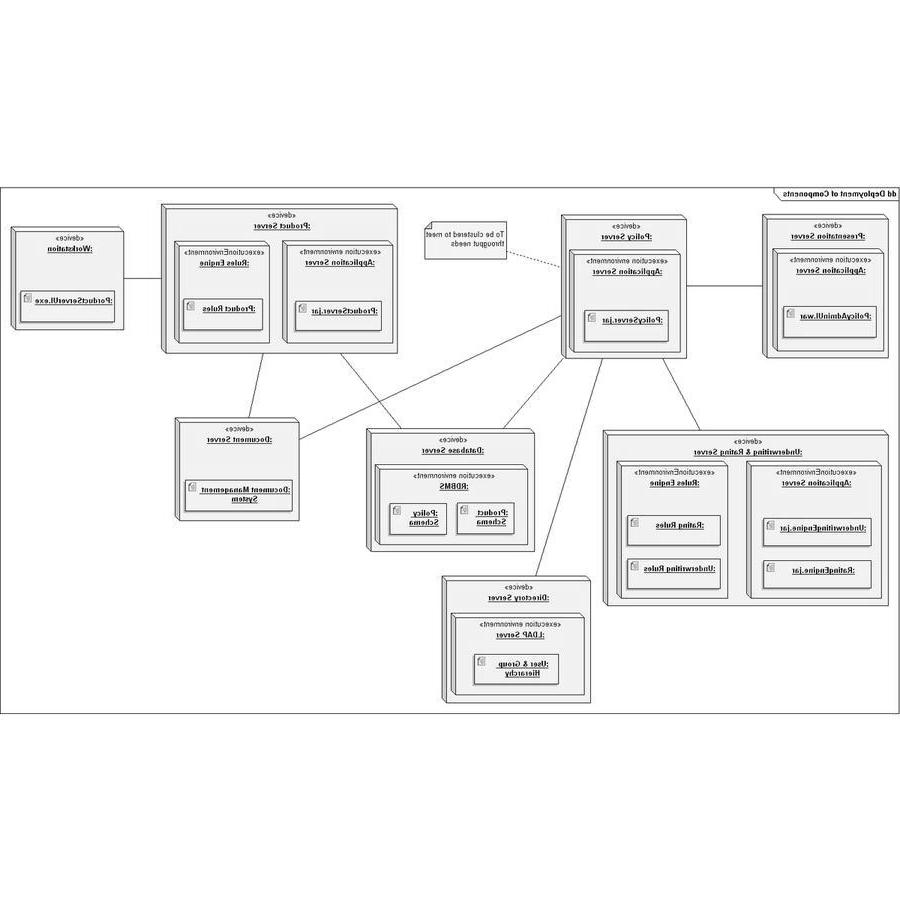 dd Deployment of Components
«device»
:Presentation Server
«execution environment»
:Application Server
:PolicyAdminUI.war
«device»
:Policy Server
«execution environment»
:Application Server
:PolicyServer.jar
To be clustered to meet
througput needs
«device»
:Product Server
«execution environment»
:Application Server
:ProductServer.jar
«executionEnvironment»
:Rules Engine
:Product Rules
«device»
:Workstation
:ProductServerUI.exe
«device»
:Underwriting & Rating Server
«executionEnvironment»
:Application Server
:UnderwritingEngine.jar
:RatingEngine.jar
«executionEnvironment»
:Rules Engine
:Rating Rules
:Underwriting Rules
«device»
:Database Server
«execution environment»
:RDBMS
:Product
Schema
:Policy
Schema
«device»
:Document Server
:Document Management
System
«device»
:Directory Server
«execution environment»
:LDAP Server
:User & Group
Hierarchy